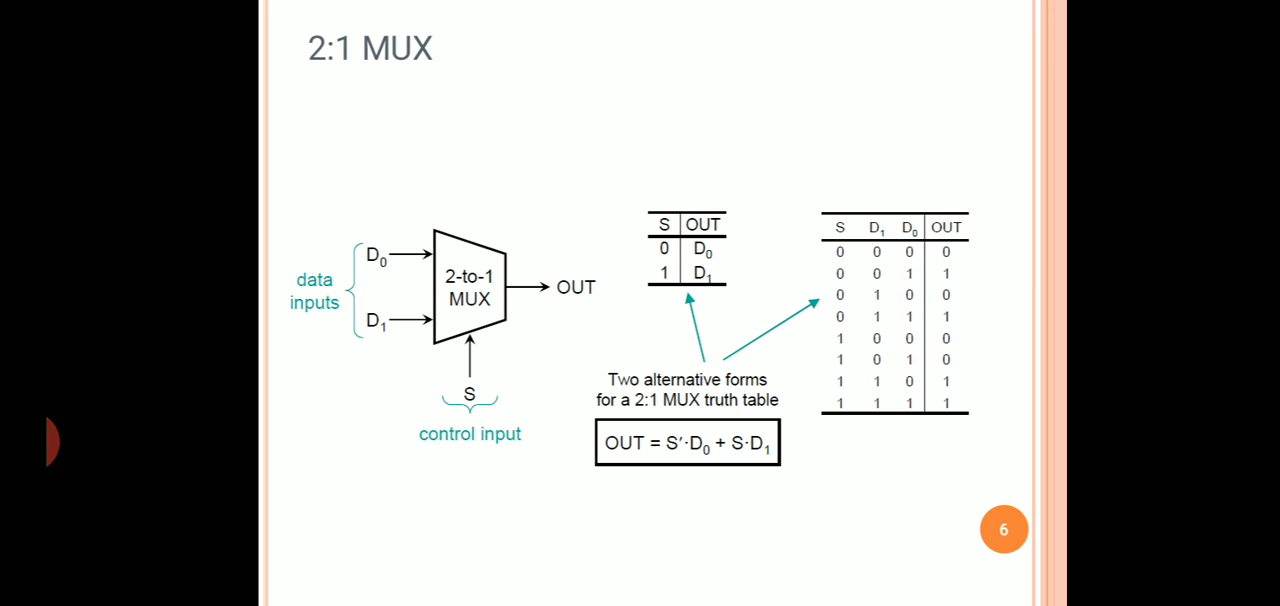 2:1 MUX
data
inputs
D₀
D₁
2-to-1
MUX
OUT
S
control input
S OUT
0 D₀
1 D₁
Two alternative forms
for a 2:1 MUX truth table
OUT = S′·D₀ + S·D₁
S D₁ D₀ OUT
0 0 0 0
0 0 1 1
0 1 0 0
0 1 1 1
1 0 0 0
1 0 1 0
1 1 0 1
1 1 1 1
6